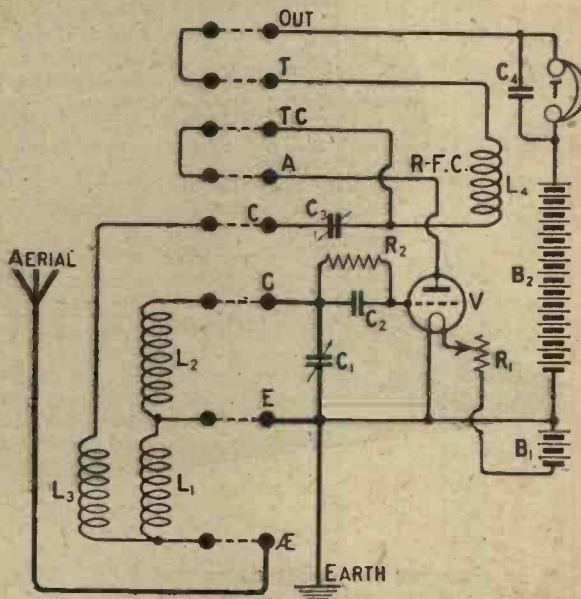 OUT
T
C4
T
TC
A
R-F.C.
L4
C
C3
R2
B2
AERIAL
G
C2
V
L2
C1
R1
E
B1
L3
L1
Æ
EARTH